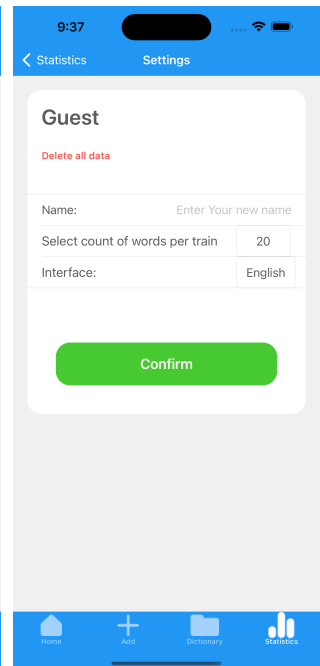 9:37
Statistics Settings
Guest
Delete all data
Name: Enter Your new name
Select count of words per train 20
Interface: English
Confirm
Home Add Dictionary Statistics